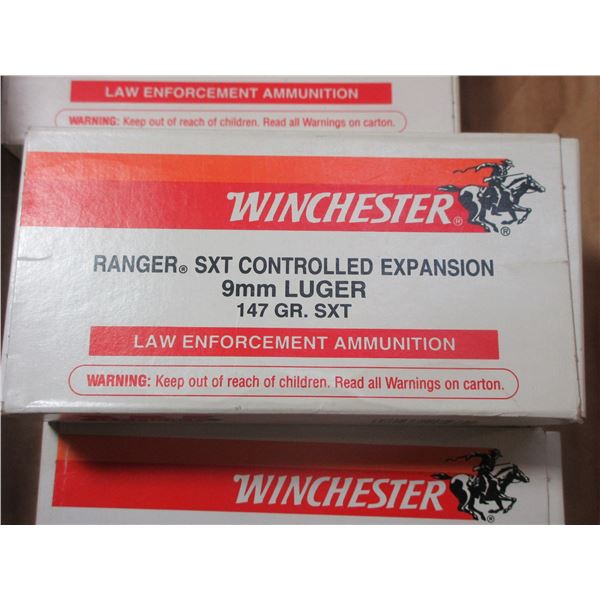 LAW ENFORCEMENT AMMUNITION
WARNING: Keep out of reach of children. Read all Warnings on carton.
WINCHESTER®
®
RANGER® SXT CONTROLLED EXPANSION
9mm LUGER
147 GR. SXT
LAW ENFORCEMENT AMMUNITION
WARNING: Keep out of reach of children. Read all Warnings on carton.
WINCHESTER®
®